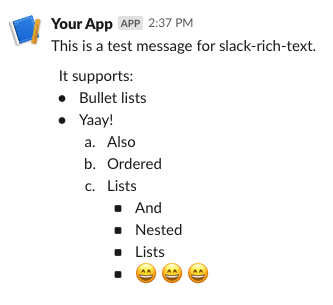 Your App APP 2:37 PM
This is a test message for slack-rich-text.
It supports:
• Bullet lists
• Yaay!
a. Also
b. Ordered
c. Lists
▪ And
▪ Nested
▪ Lists
▪ 😄 😄 😄